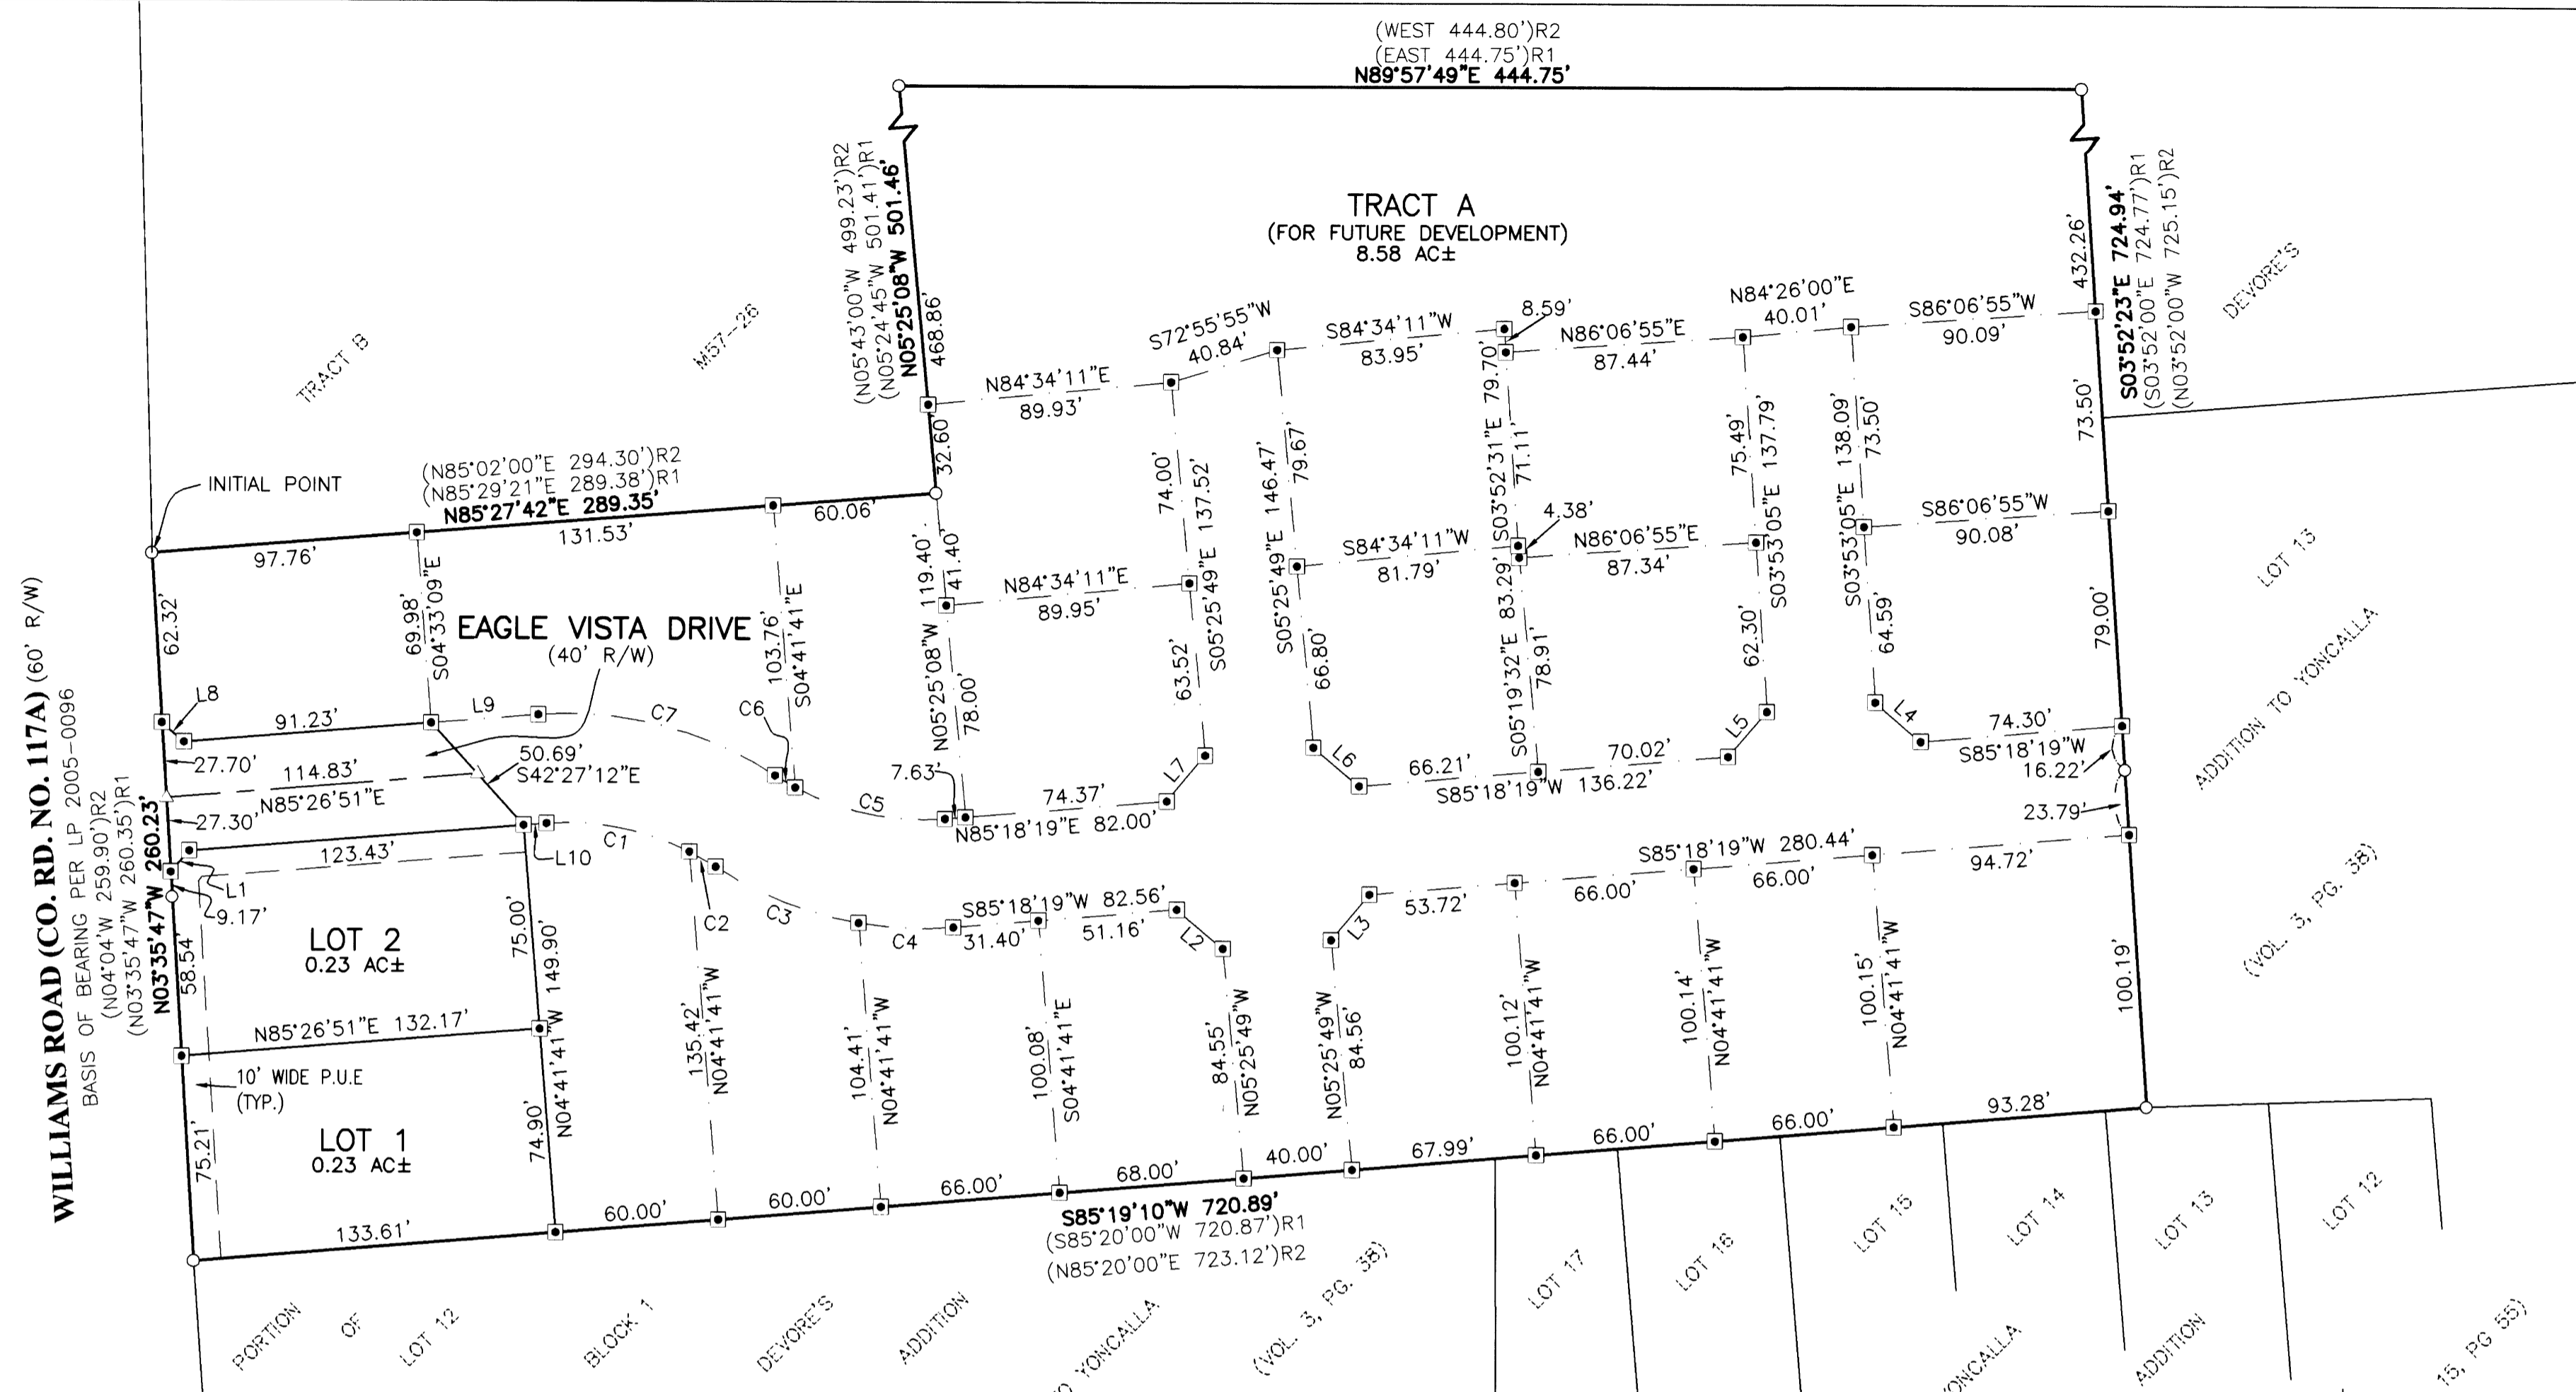 (WEST 444.80')R2
(EAST 444.75')R1
N89°57'49"E 444.75'
TRACT A
(FOR FUTURE DEVELOPMENT)
8.58 AC±
(N05°43'00"W 499.23')R2
(N05°24'45"W 501.41')R1
N05°25'08"W 501.46'
468.86'
32.60'
432.26'
S03°52'23"E 724.94'
(S03°52'00"E 724.77')R1
(N03°52'00"W 725.15')R2
DEVORE'S
TRACT B
M57-26
N84°34'11"E
89.93'
S72°55'55"W
40.84'
S84°34'11"W
83.95'
8.59'
N86°06'55"E
87.44'
N84°26'00"E
40.01'
S86°06'55"W
90.09'
INITIAL POINT
(N85°02'00"E 294.30')R2
(N85°29'21"E 289.38')R1
N85°27'42"E 289.35'
97.76'
131.53'
60.06'
74.00'
S05°25'49"E 137.52'
63.52'
S05°25'49"E 146.47'
79.67'
66.80'
S03°52'31"E 79.70'
71.11'
4.38'
75.49'
S03°53'05"E 137.79'
62.30'
S03°53'05"E 138.09'
73.50'
64.59'
73.50'
79.00'
S84°34'11"W
81.79'
N86°06'55"E
87.34'
S86°06'55"W
90.08'
N84°34'11"E
89.95'
N05°25'08"W 119.40'
41.40'
78.00'
S05°19'32"E 83.29'
78.91'
LOT 13
ADDITION TO YONCALLA
(VOL. 3, PG. 38)
62.32'
69.98'
S04°33'09"E
EAGLE VISTA DRIVE
(40' R/W)
103.76'
S04°41'41"E
L8
91.23'
L9
C7
C6
C5
7.63'
74.37'
N85°18'19"E 82.00'
L7
L6
66.21'
70.02'
S85°18'19"W 136.22'
L5
L4
74.30'
S85°18'19"W
16.22'
23.79'
27.70'
114.83'
N85°26'51"E
50.69'
S42°27'12"E
27.30'
123.43'
L10
C1
L1
9.17'
C2
C3
C4
S85°18'19"W 82.56'
31.40'
51.16'
L2
L3
53.72'
S85°18'19"W 280.44'
66.00'
66.00'
94.72'
WILLIAMS ROAD (CO. RD. NO. 117A) (60' R/W)
BASIS OF BEARING PER LP 2005-0096
(N04°04'W 259.90')R2
(N03°35'47"W 260.35')R1
N03°35'47"W 260.23'
58.54'
LOT 2
0.23 AC±
75.00'
N04°41'41"W 149.90'
74.90'
N85°26'51"E 132.17'
10' WIDE P.U.E
(TYP.)
LOT 1
0.23 AC±
75.21'
135.42'
N04°41'41"W
104.41'
N04°41'41"W
100.08'
S04°41'41"E
84.55'
N05°25'49"W
N05°25'49"W
84.56'
100.12'
N04°41'41"W
100.14'
N04°41'41"W
100.15'
N04°41'41"W
100.19'
133.61'
60.00'
60.00'
66.00'
68.00'
40.00'
67.99'
66.00'
66.00'
93.28'
S85°19'10"W 720.89'
(S85°20'00"W 720.87')R1
(N85°20'00"E 723.12')R2
PORTION OF LOT 12 BLOCK 1 DEVORE'S ADDITION
YONCALLA
(VOL. 3, PG. 38)
LOT 17
LOT 16
LOT 15
LOT 14
LOT 13
LOT 12
ADDITION
15, PG 55)